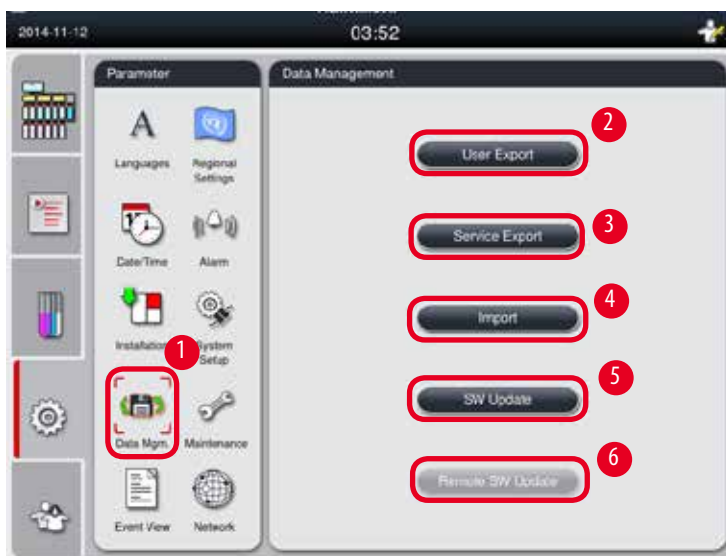 2014-11-12
03:52
Parameter
Data Management
Languages
Regional
Settings
Date/Time
Alarm
Installation
System
Setup
Data Mgm.
Maintenance
Event View
Network
User Export
Service Export
Import
SW Update
Remote SW Update
1
2
3
4
5
6